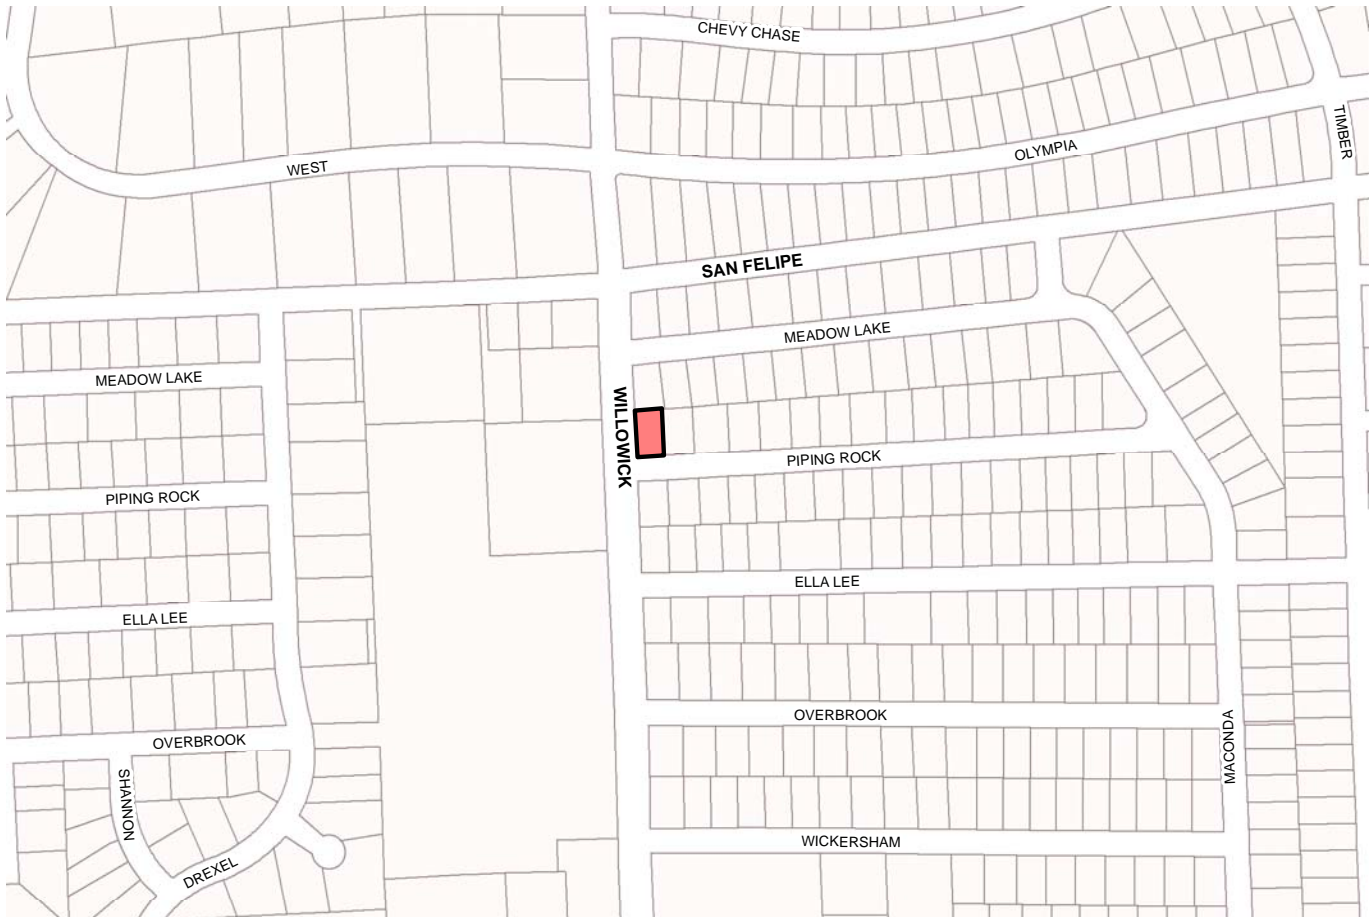 CHEVY CHASE
TIMBER
OLYMPIA
WEST
SAN FELIPE
MEADOW LAKE
MEADOW LAKE
WILLOWICK
PIPING ROCK
PIPING ROCK
ELLA LEE
ELLA LEE
OVERBROOK
OVERBROOK
MACONDA
SHANNON
WICKERSHAM
DREXEL